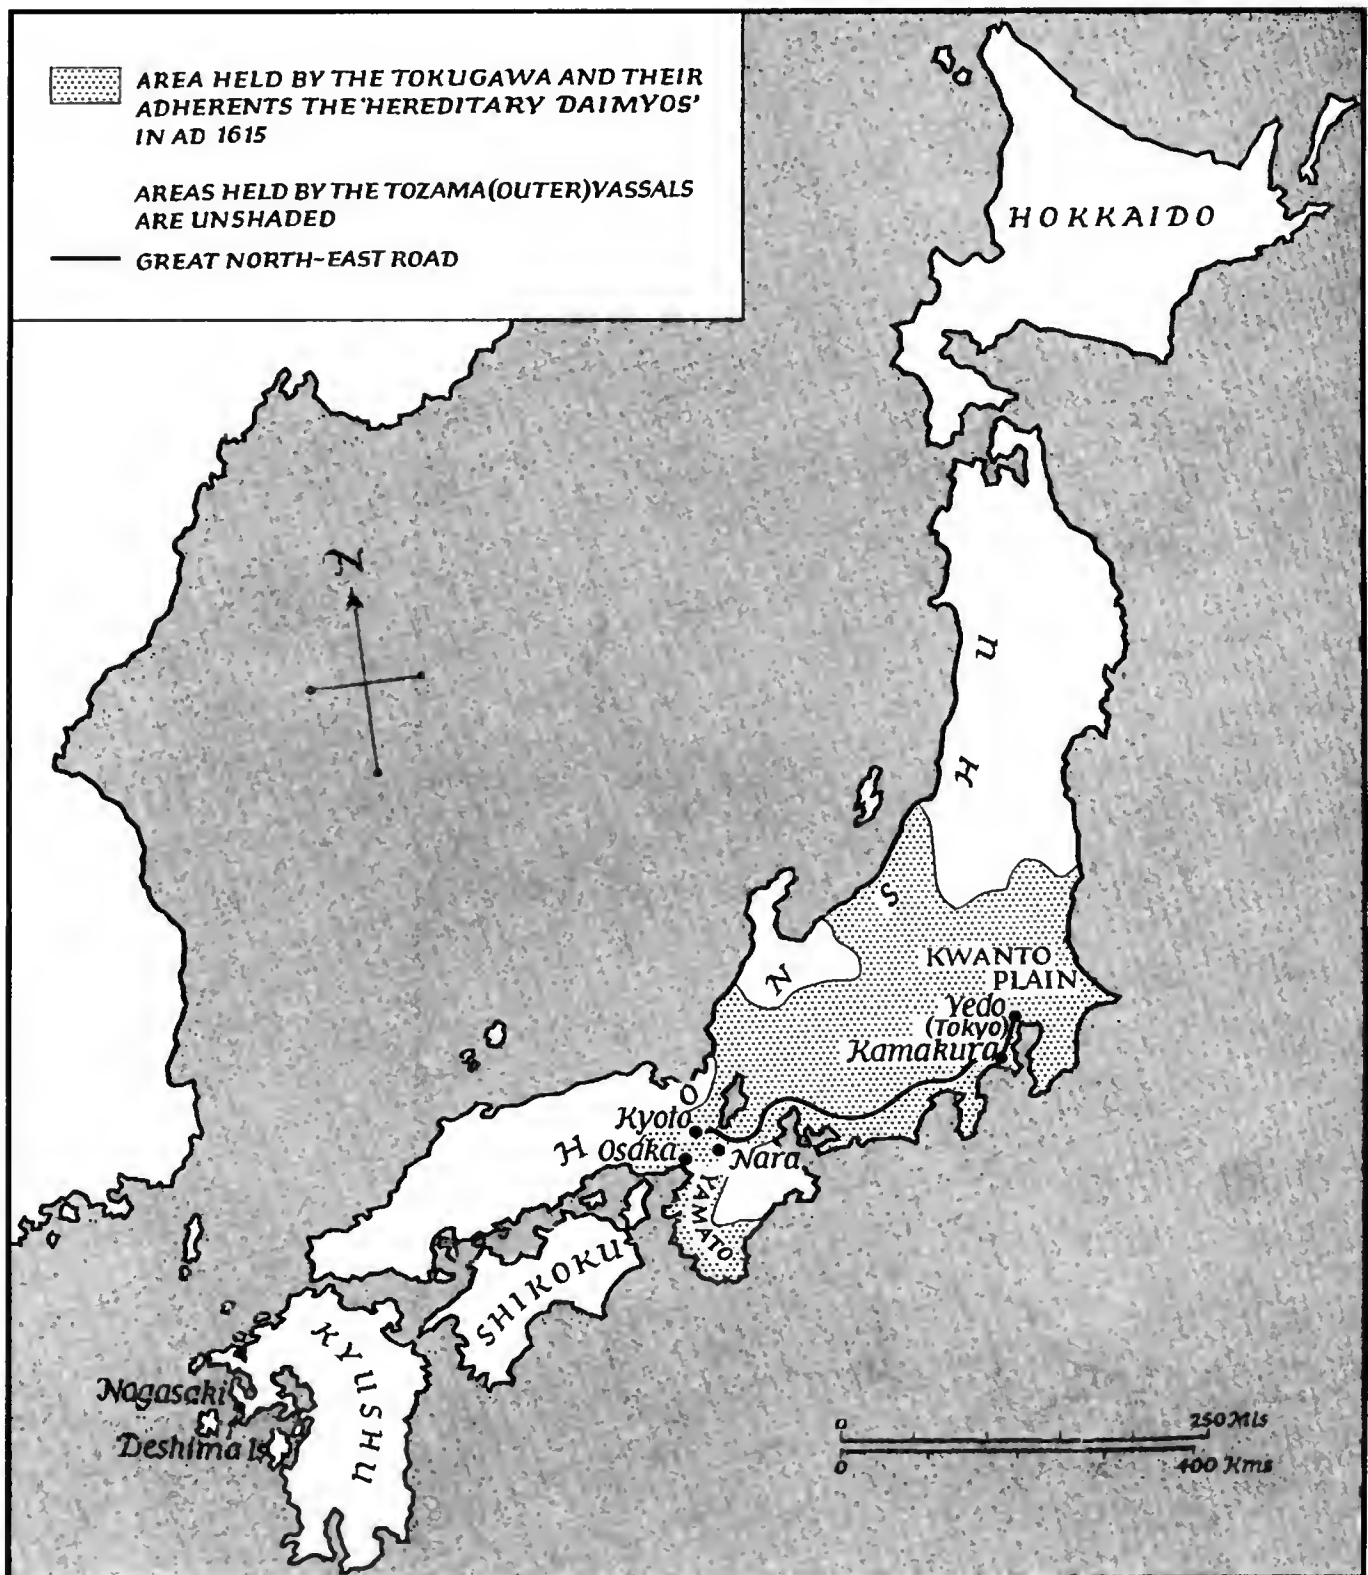 AREA HELD BY THE TOKUGAWA AND THEIR
ADHERENTS THE 'HEREDITARY 'DAIMYOS'
IN AD 1615
AREAS HELD BY THE TOZAMA (OUTER) VASSALS
ARE UNSHADED
GREAT NORTH-EAST ROAD
HOKKAIDO
N
HONSHU
KWANTO
PLAIN
Yedo
(Tokyo)
Kamakura
Kyoto
Osaka
Nara
YAMATO
SHIKOKU
KYUSHU
Nagasaki
Deshima Is
0 250 Mls
0 400 Kms